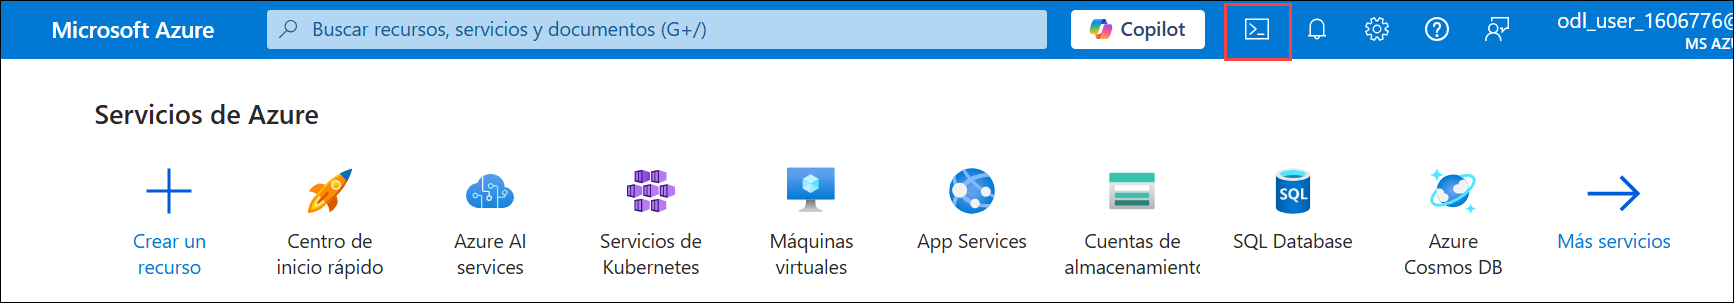 Microsoft Azure
Buscar recursos, servicios y documentos (G+/)
Copilot
odl_user_1606776@
MS AZU
Servicios de Azure
Crear un
recurso
Centro de
inicio rápido
Azure AI
services
Servicios de
Kubernetes
Máquinas
virtuales
App Services
Cuentas de
almacenamiento
SQL
SQL Database
Azure
Cosmos DB
Más servicios